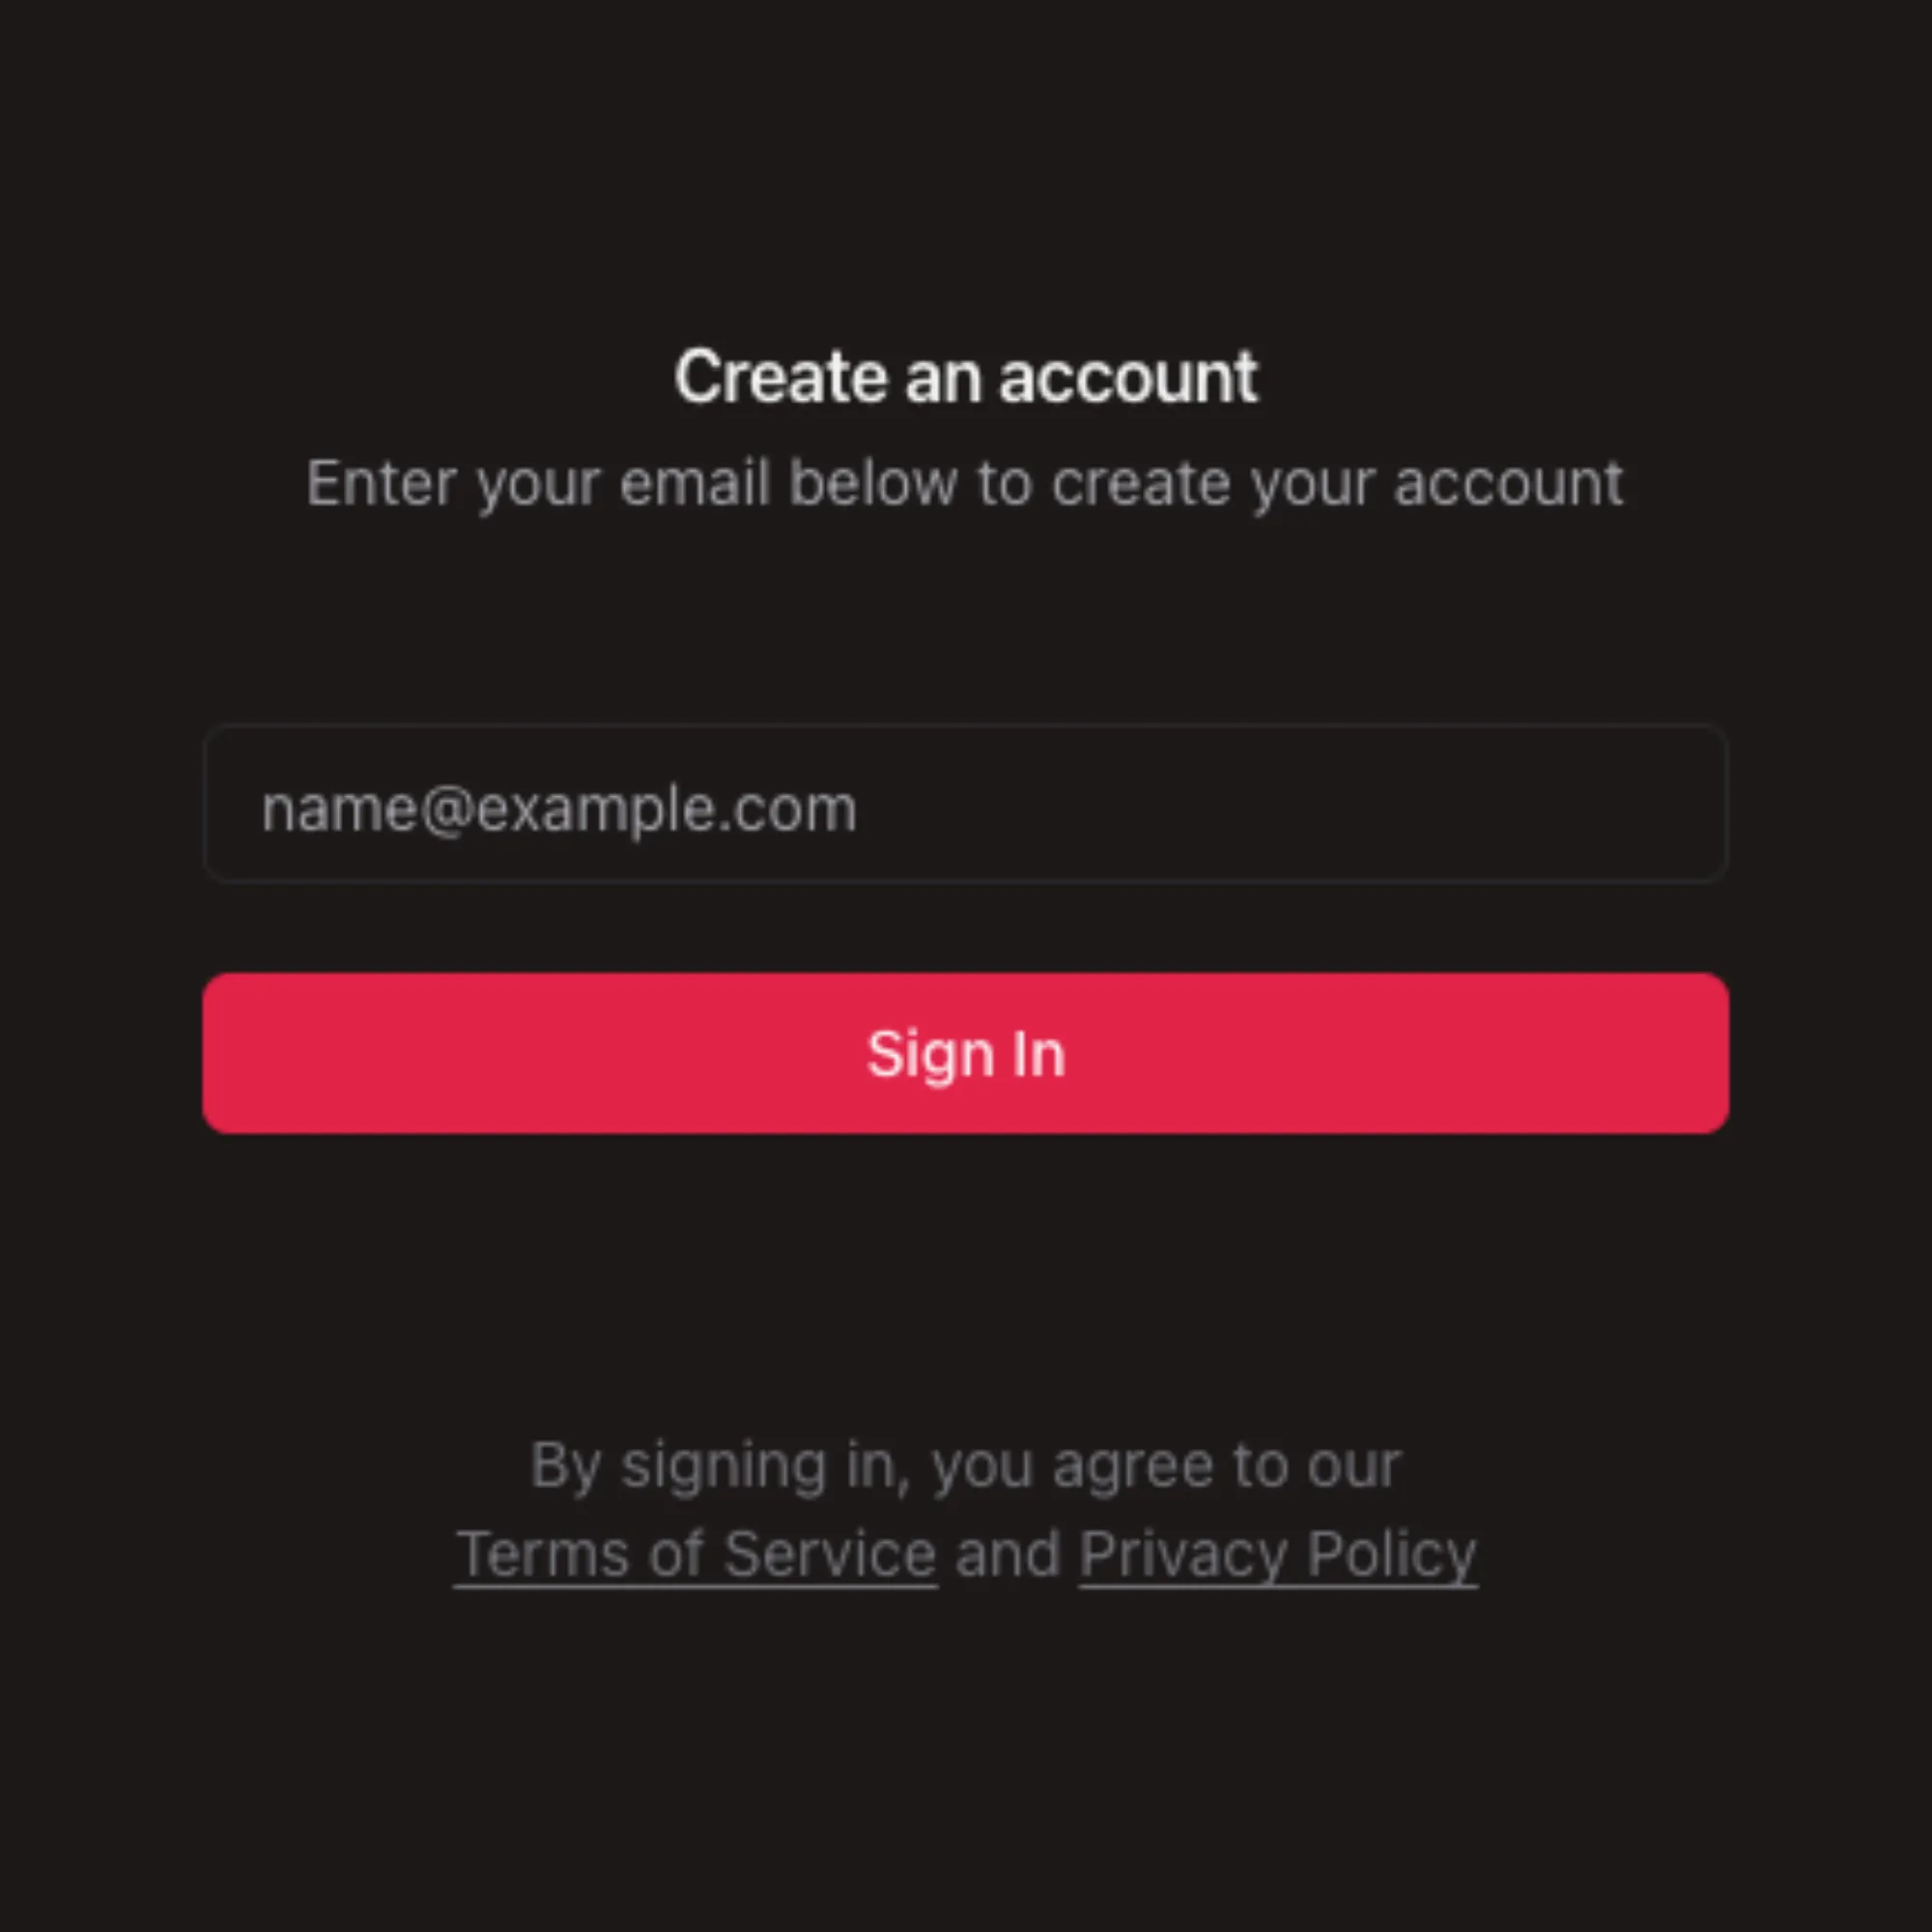 Create an account
Enter your email below to create your account
name@example.com
Sign In
By signing in, you agree to our
Terms of Service and Privacy Policy